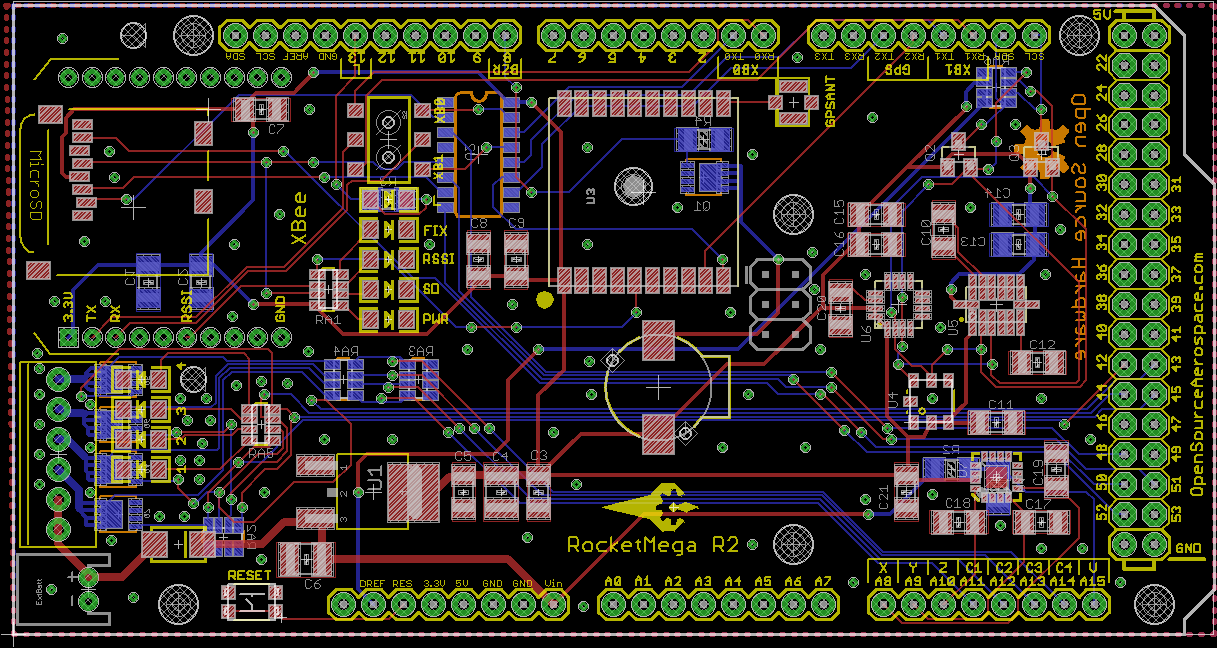 5V
SDA
SCL
AREF
GND
13
12
11
10
9
8
7
6
5
4
3
2
TX0
RX0
TX3
RX3
TX2
RX2
TX1
RX1
SDA
SCL
L
BZR
XB0
GPS
XB1
22
24
26
28
30
31
32
33
34
35
36
37
38
39
40
41
42
43
44
45
46
47
48
49
50
51
52
53
GND
Open Source Hardware
OpenSourceAerospace.com
MicroSD
C7
XB0
XB1
XBee
GPSANT
R4
Q1
U3
Q2
C14
C15
C16
C10
C13
C8
C9
FIX
RSSI
SD
PWR
C1
C2
RA1
3.3V
TX
RX
RSSI
GND
C20
U6
U5
C12
RA4
RA3
U4
C11
4
3
2
1
RA5
U1
1
2
3
C5
C4
C3
C21
R2
C19
C18
C17
RocketMega R2
C6
RESET
ExtBatt
DREF
RES
3.3V
5V
GND
GND
Vin
A0
A1
A2
A3
A4
A5
A6
A7
X
Y
Z
C1
C2
C3
C4
V
A8
A9
A10
A11
A12
A13
A14
A15